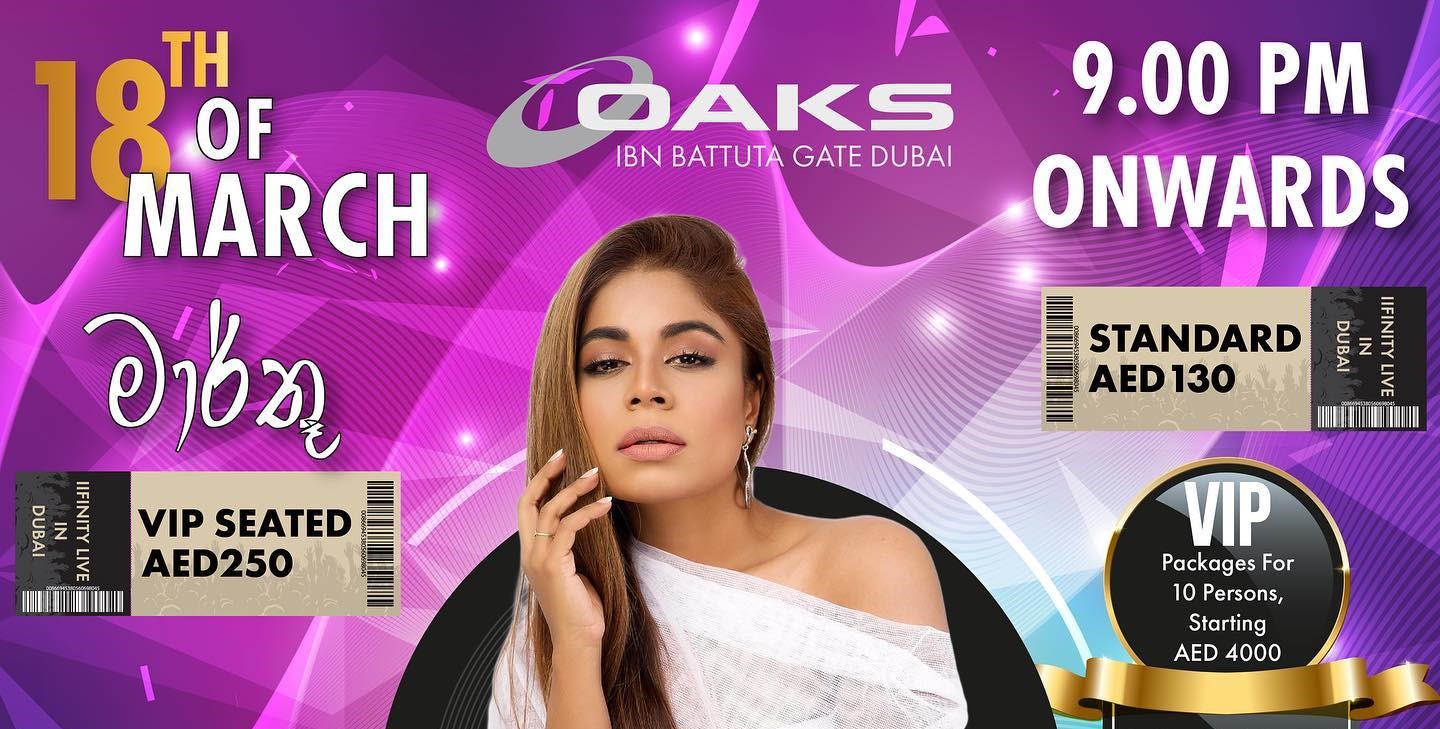 18TH
OF
MARCH
මාර්තු
OAKS
IBN BATTUTA GATE DUBAI
9.00 PM
ONWARDS
IIFINITY LIVE
IN
DUBAI
VIP SEATED
AED250
STANDARD
AED130
IIFINITY LIVE
IN
DUBAI
VIP
Packages For
10 Persons,
Starting
AED 4000